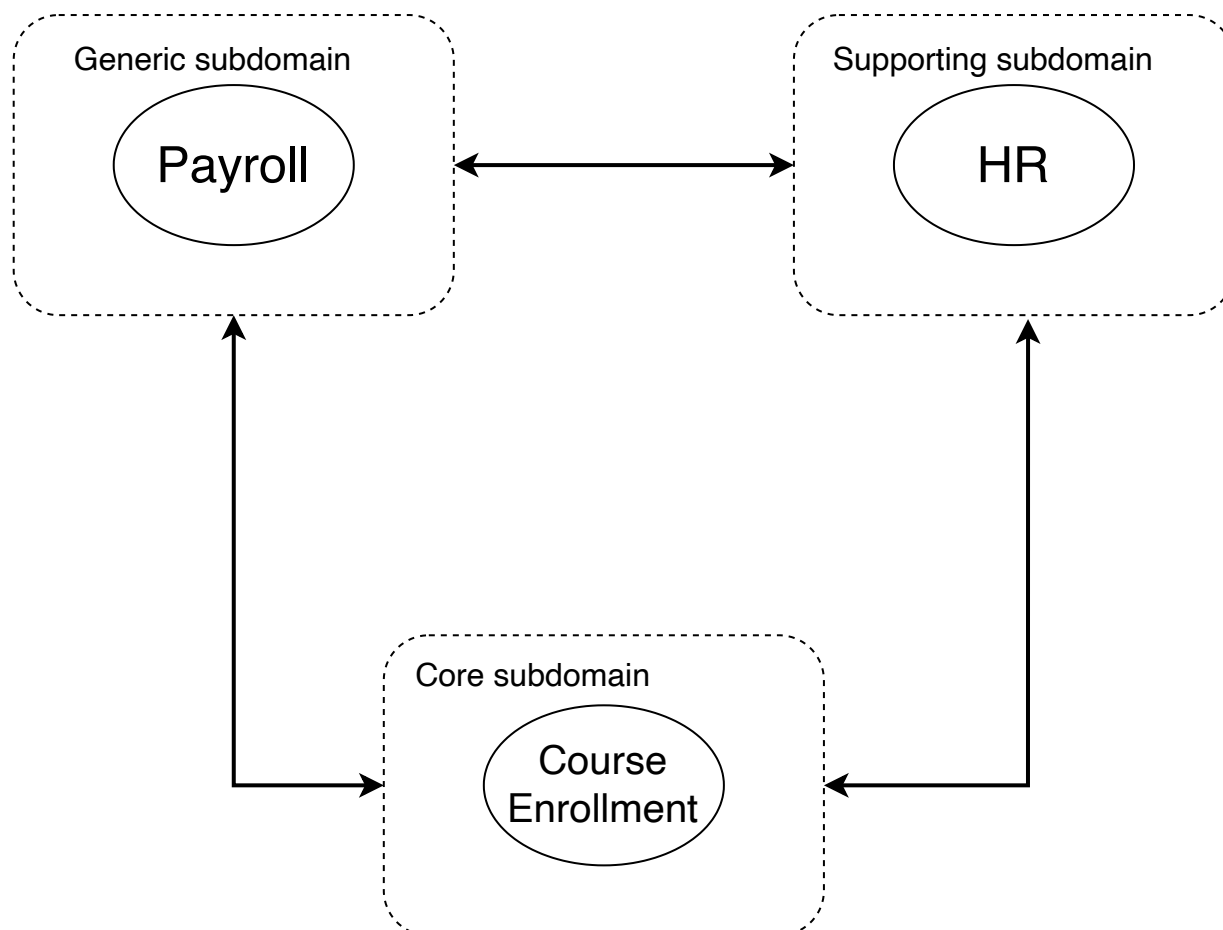 Generic subdomain
Payroll
Supporting subdomain
HR
Core subdomain
Course
Enrollment